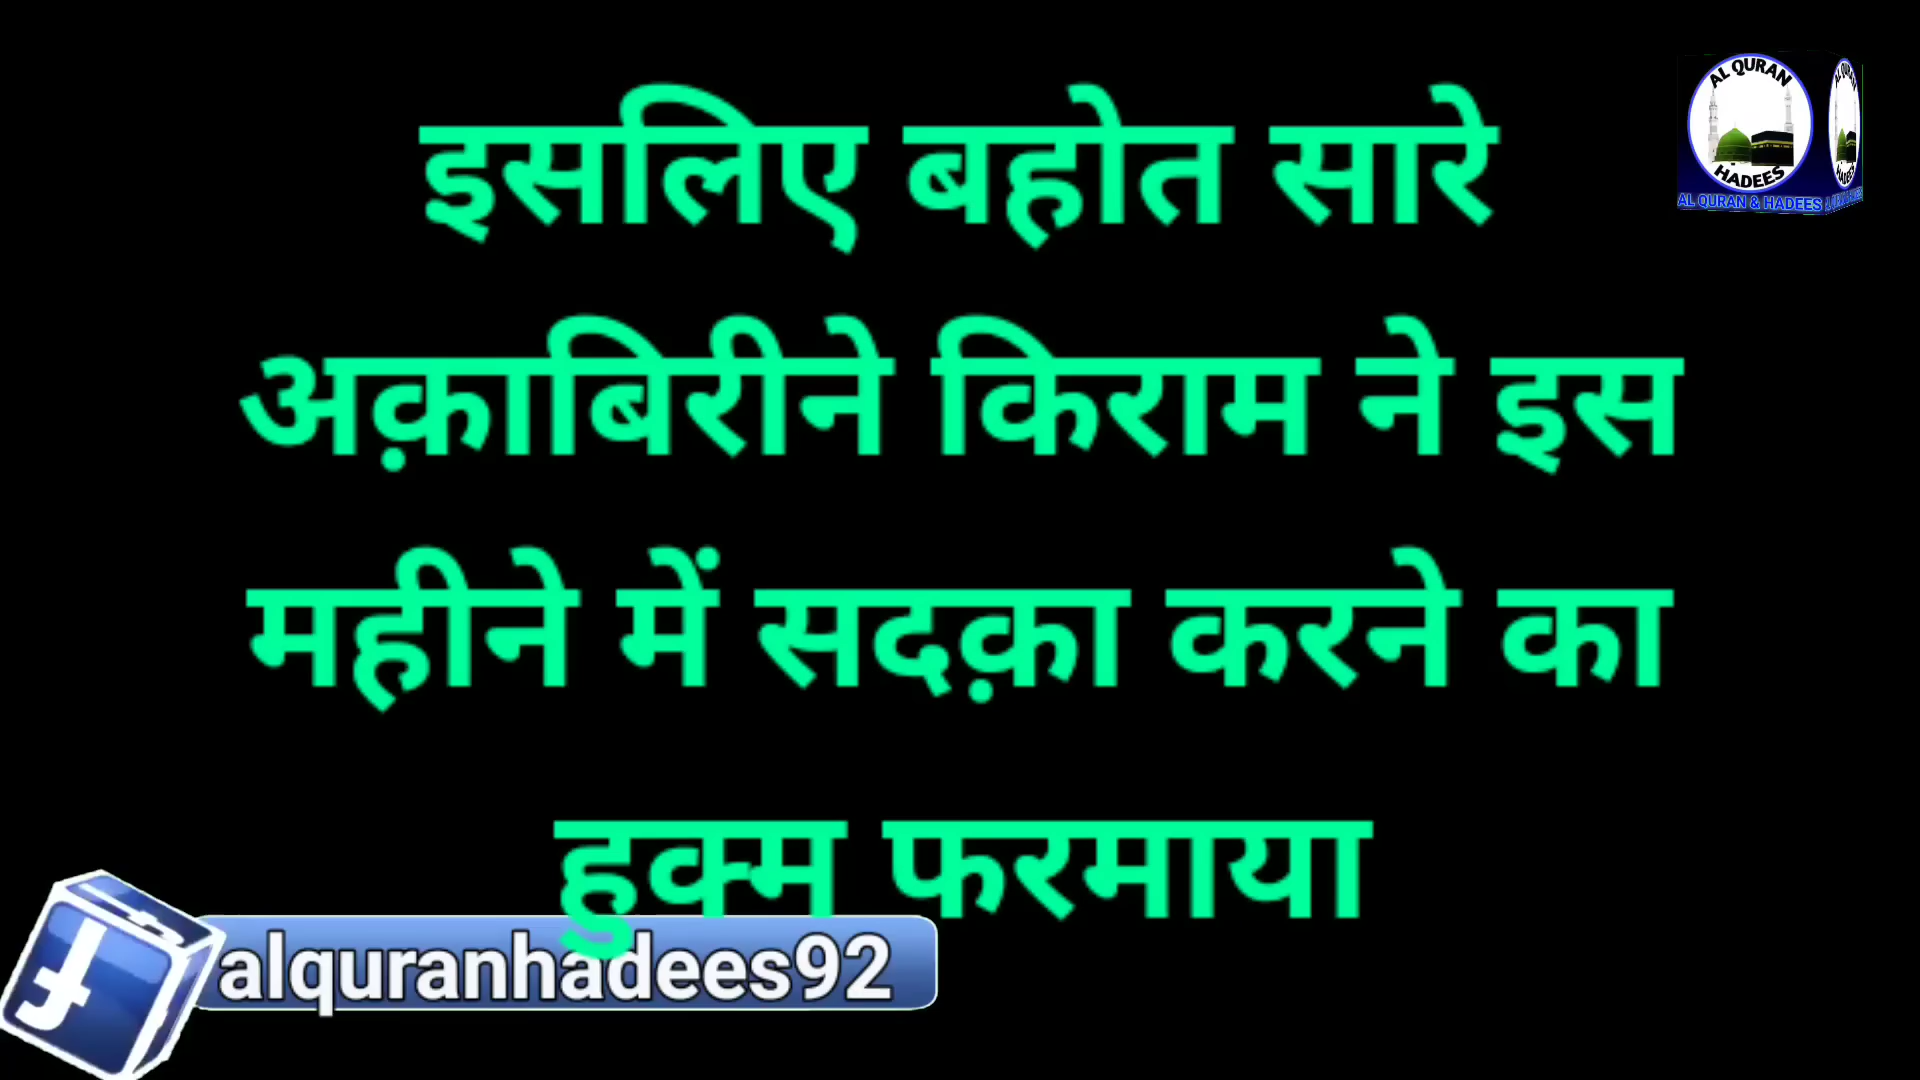 इसलिए बहोत सारे
अक़ाबिरीने किराम ने इस
महीने में सदक़ा करने का
हुक्म फरमाया
alquranhadees92
AL QURAN
HADEES
AL QURAN & HADEES